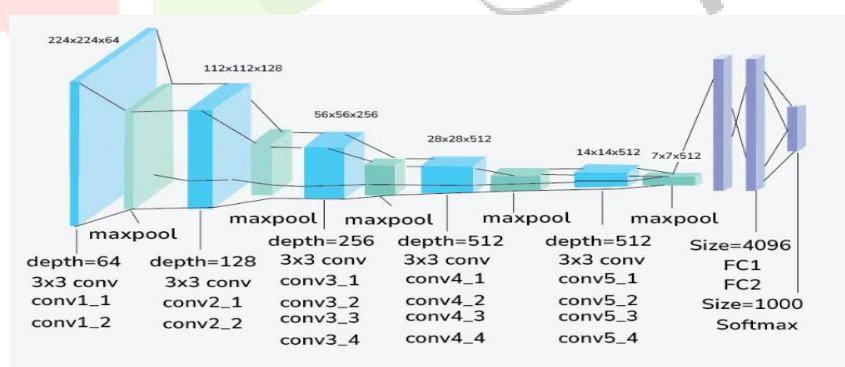 224x224x64
112x112x128
56x56x256
28x28x512
14x14x512
7x7x512
maxpool
maxpool
maxpool
maxpool
maxpool
depth=64
3x3 conv
conv1_1
conv1_2
depth=128
3x3 conv
conv2_1
conv2_2
depth=256
3x3 conv
conv3_1
conv3_2
conv3_3
conv3_4
depth=512
3x3 conv
conv4_1
conv4_2
conv4_3
conv4_4
depth=512
3x3 conv
conv5_1
conv5_2
conv5_3
conv5_4
Size=4096
FC1
FC2
Size=1000
Softmax